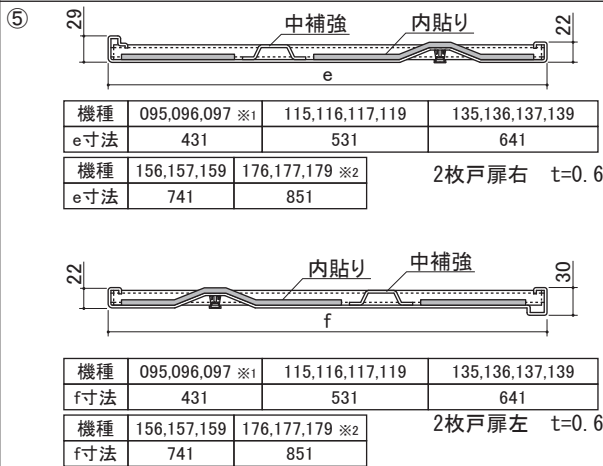 ⑤
29 中補強 内貼り 22
e
機種 095,096,097 ※1 115,116,117,119 135,136,137,139
e寸法 431 531 641
機種 156,157,159 176,177,179 ※2
e寸法 741 851
2枚戸扉右 t=0.6
22 内貼り 中補強 30
f
機種 095,096,097 ※1 115,116,117,119 135,136,137,139
f寸法 431 531 641
機種 156,157,159 176,177,179 ※2
f寸法 741 851
2枚戸扉左 t=0.6